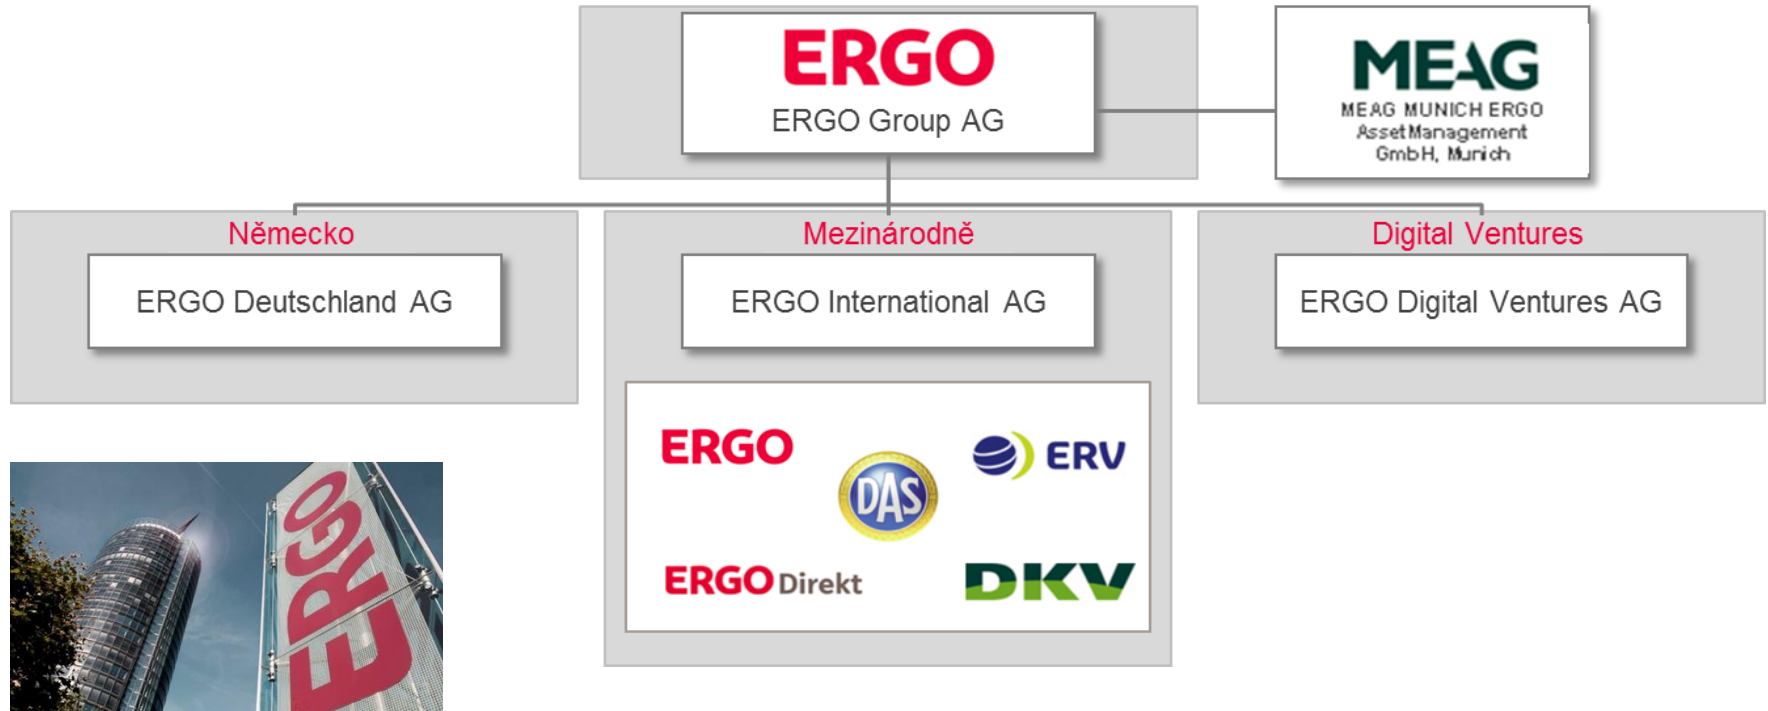 ERGO
ERGO Group AG
MEAG
MEAG MUNICH ERGO
Asset Management
GmbH, Munich
Německo
Mezinárodně
Digital Ventures
ERGO Deutschland AG
ERGO International AG
ERGO Digital Ventures AG
ERGO
DAS
ERV
ERGO Direkt
DKV
ERGO